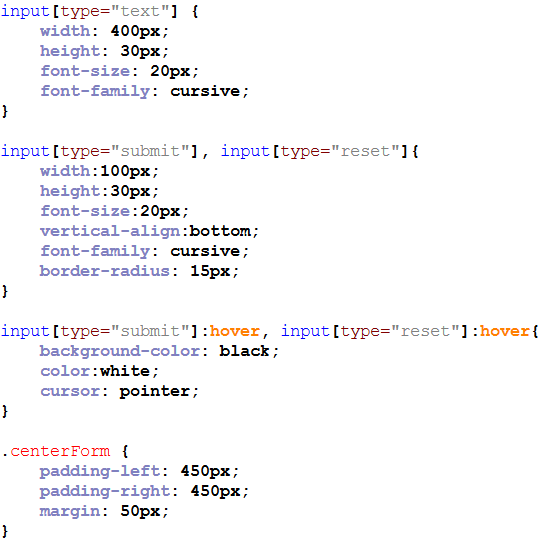 input[type="text"] {
    width: 400px;
    height: 30px;
    font-size: 20px;
    font-family: cursive;
}

input[type="submit"], input[type="reset"]{
    width:100px;
    height:30px;
    font-size:20px;
    vertical-align:bottom;
    font-family: cursive;
    border-radius: 15px;
}

input[type="submit"]:hover, input[type="reset"]:hover{
    background-color: black;
    color:white;
    cursor: pointer;
}

.centerForm {
    padding-left: 450px;
    padding-right: 450px;
    margin: 50px;
}